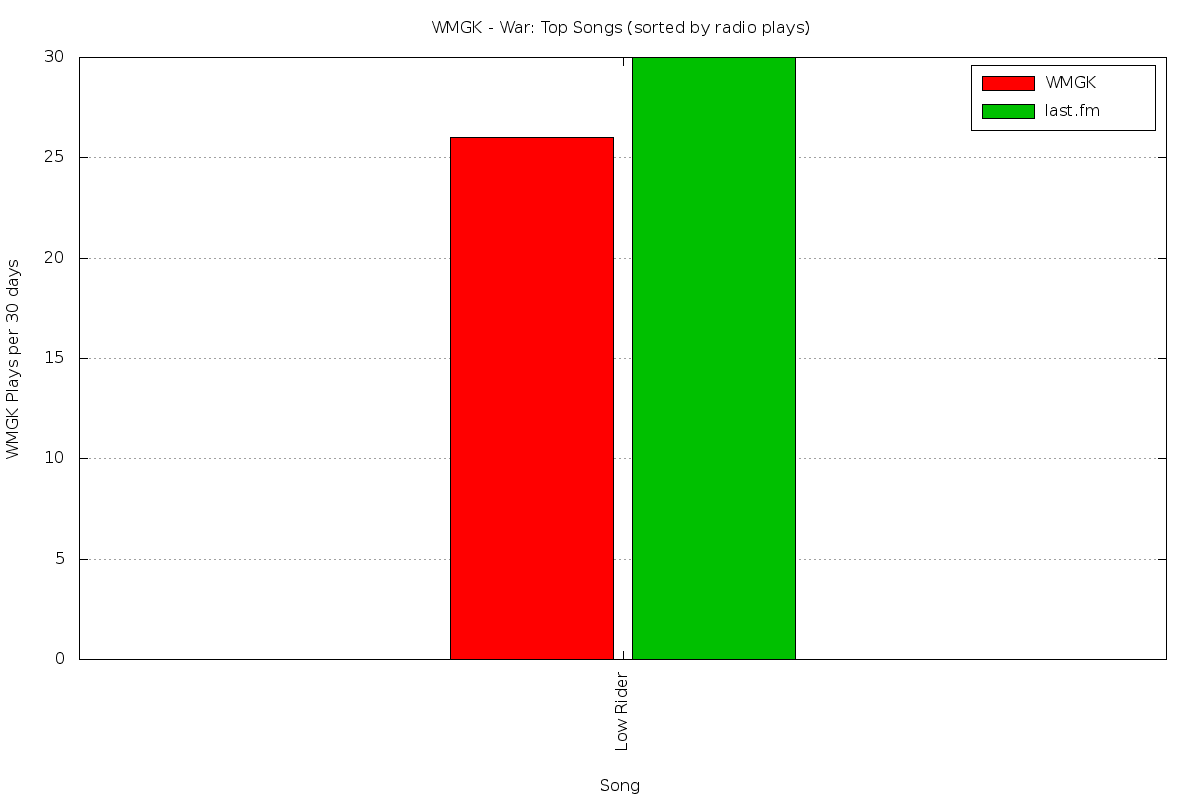 WMGK - War: Top Songs (sorted by radio plays)
30
25
20
15
10
5
0
WMGK Plays per 30 days
WMGK
last.fm
Low Rider
Song